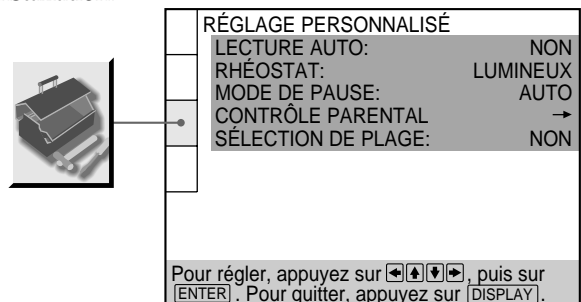 RÉGLAGE PERSONNALISÉ
LECTURE AUTO: NON
RHÉOSTAT: LUMINEUX
MODE DE PAUSE: AUTO
CONTRÔLE PARENTAL →
SÉLECTION DE PLAGE: NON
Pour régler, appuyez sur ←↑↓→, puis sur
ENTER. Pour quitter, appuyez sur DISPLAY.